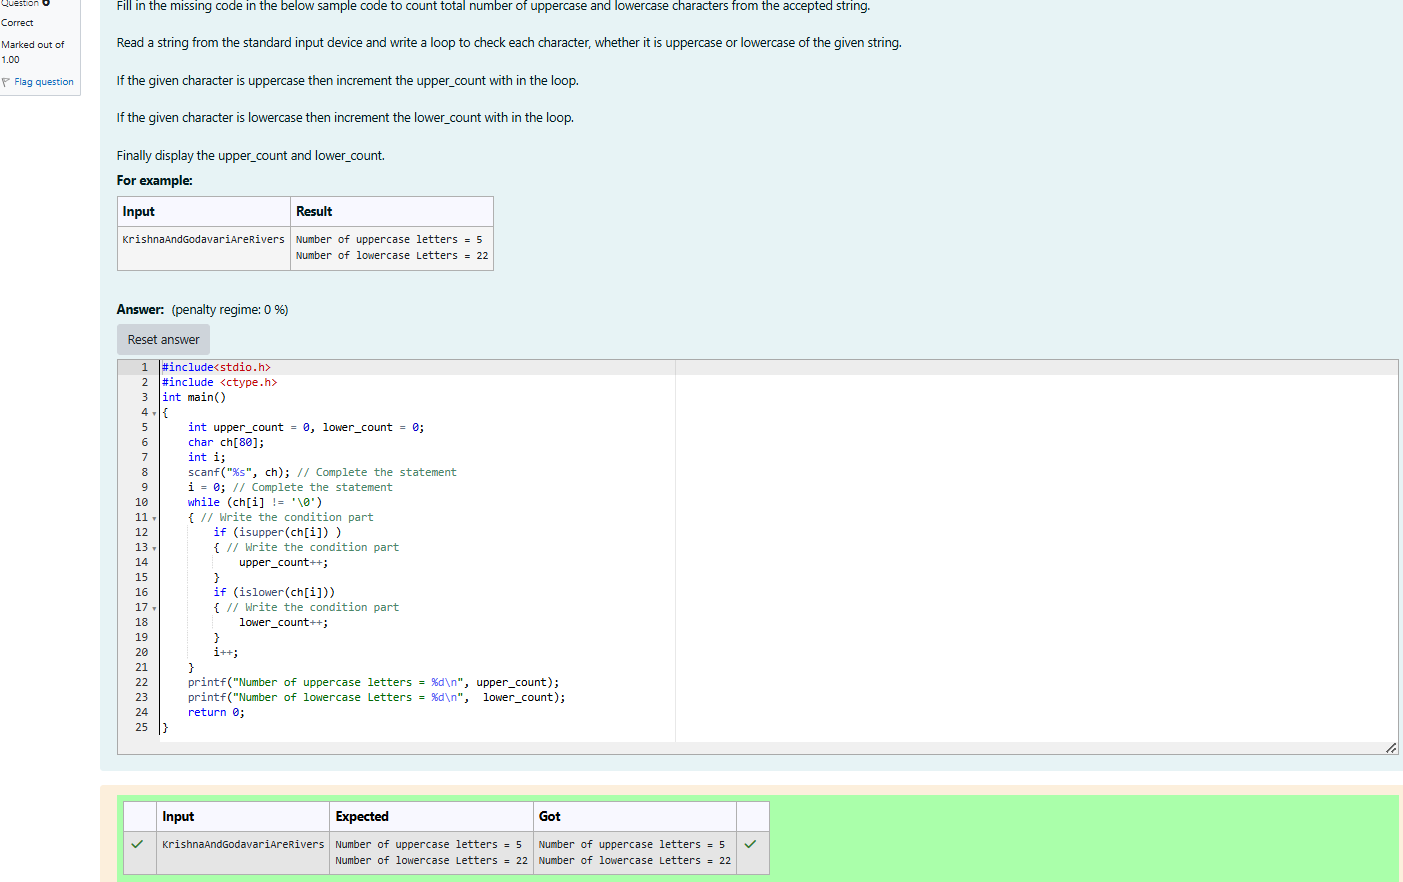 Question 6
Correct
Marked out of
1.00
Flag question
Fill in the missing code in the below sample code to count total number of uppercase and lowercase characters from the accepted string.
Read a string from the standard input device and write a loop to check each character, whether it is uppercase or lowercase of the given string.
If the given character is uppercase then increment the upper_count with in the loop.
If the given character is lowercase then increment the lower_count with in the loop.
Finally display the upper_count and lower_count.
For example:
Input Result
KrishnaAndGodavariAreRivers Number of uppercase letters = 5
Number of lowercase Letters = 22
Answer: (penalty regime: 0 %)
Reset answer
1 #include<stdio.h>
2 #include <ctype.h>
3 int main()
4 {
5     int upper_count = 0, lower_count = 0;
6     char ch[80];
7     int i;
8     scanf("%s", ch); // Complete the statement
9     i = 0; // Complete the statement
10     while (ch[i] != '\0')
11     { // Write the condition part
12         if (isupper(ch[i]) )
13         { // Write the condition part
14             upper_count++;
15         }
16         if (islower(ch[i]))
17         { // Write the condition part
18             lower_count++;
19         }
20         i++;
21     }
22     printf("Number of uppercase letters = %d\n", upper_count);
23     printf("Number of lowercase Letters = %d\n",  lower_count);
24     return 0;
25 }
Input Expected Got
KrishnaAndGodavariAreRivers Number of uppercase letters = 5 Number of uppercase letters = 5
Number of lowercase Letters = 22 Number of lowercase Letters = 22